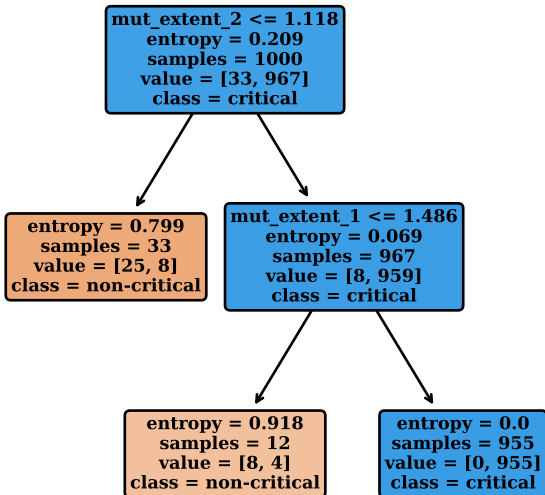 mut_extent_2 <= 1.118
entropy = 0.209
samples = 1000
value = [33, 967]
class = critical
entropy = 0.799
samples = 33
value = [25, 8]
class = non-critical
mut_extent_1 <= 1.486
entropy = 0.069
samples = 967
value = [8, 959]
class = critical
entropy = 0.918
samples = 12
value = [8, 4]
class = non-critical
entropy = 0.0
samples = 955
value = [0, 955]
class = critical